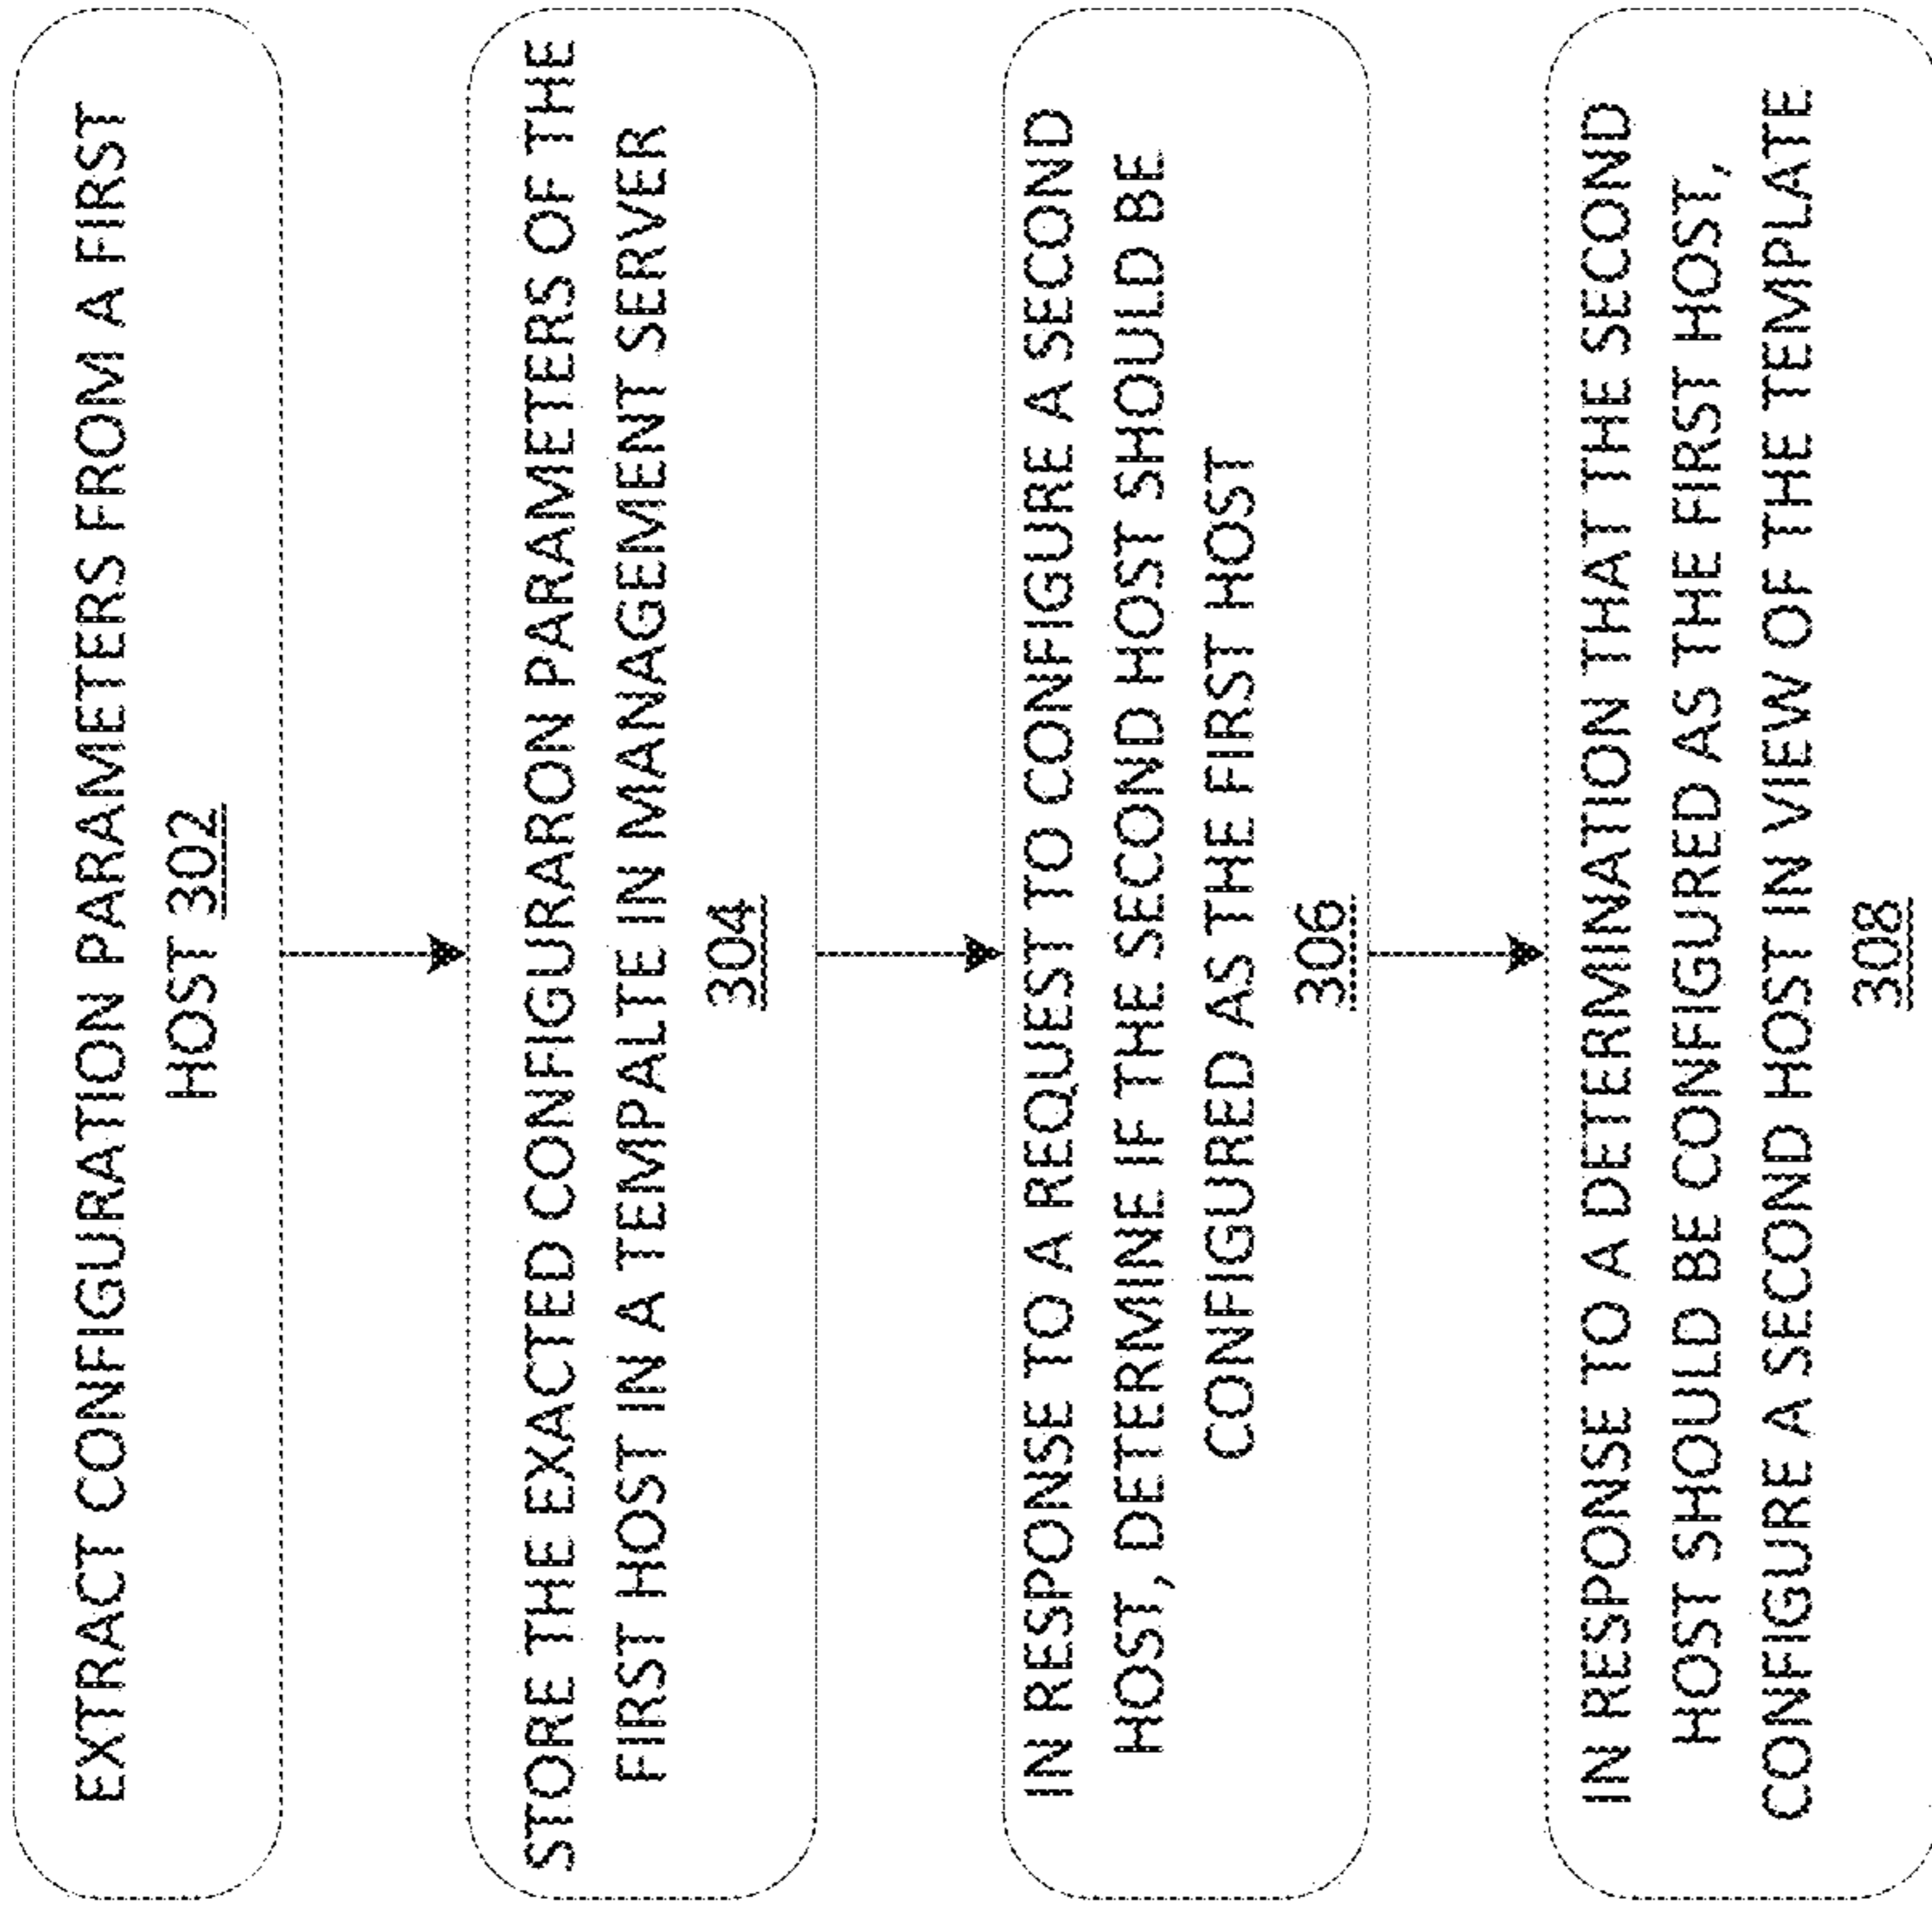 EXTRACT CONFIGURATION PARAMETERS FROM A FIRST
HOST 302
STORE THE EXACTED CONFIGURARON PARAMETERS OF THE
FIRST HOST IN A TEMPALTE IN MANAGEMENT SERVER
304
IN RESPONSE TO A REQUEST TO CONFIGURE A SECOND
HOST, DETERMINE IF THE SECOND HOST SHOULD BE
CONFIGURED AS THE FIRST HOST
306
IN RESPONSE TO A DETERMINATION THAT THE SECOND
HOST SHOULD BE CONFIGURED AS THE FIRST HOST,
CONFIGURE A SECOND HOST IN VIEW OF THE TEMPLATE
308